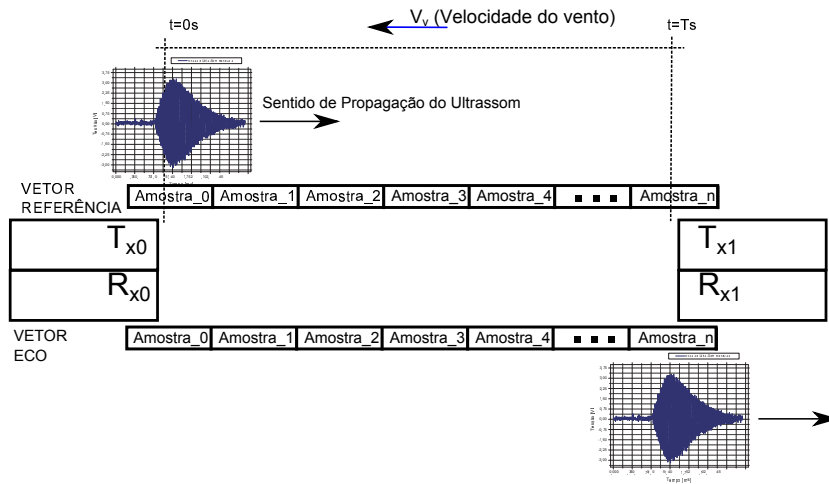 t=0s
Vᵥ (Velocidade do vento)
t=Ts
Sentido de Propagação do Ultrassom
VETOR
REFERÊNCIA
Amostra_0 Amostra_1 Amostra_2 Amostra_3 Amostra_4 ▪ ▪ ▪ Amostra_n
Tx0
Tx1
Rx0
Rx1
VETOR
ECO
Amostra_0 Amostra_1 Amostra_2 Amostra_3 Amostra_4 ▪ ▪ ▪ Amostra_n